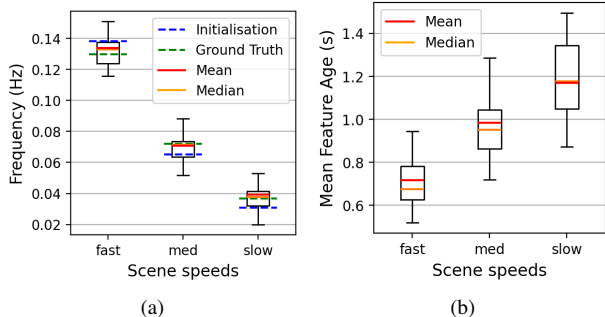 Frequency (Hz)
0.14
0.12
0.10
0.08
0.06
0.04
0.02
Initialisation
Ground Truth
Mean
Median
fast med slow
Scene speeds
(a)
Mean Feature Age (s)
1.4
1.2
1.0
0.8
0.6
Mean
Median
fast med slow
Scene speeds
(b)